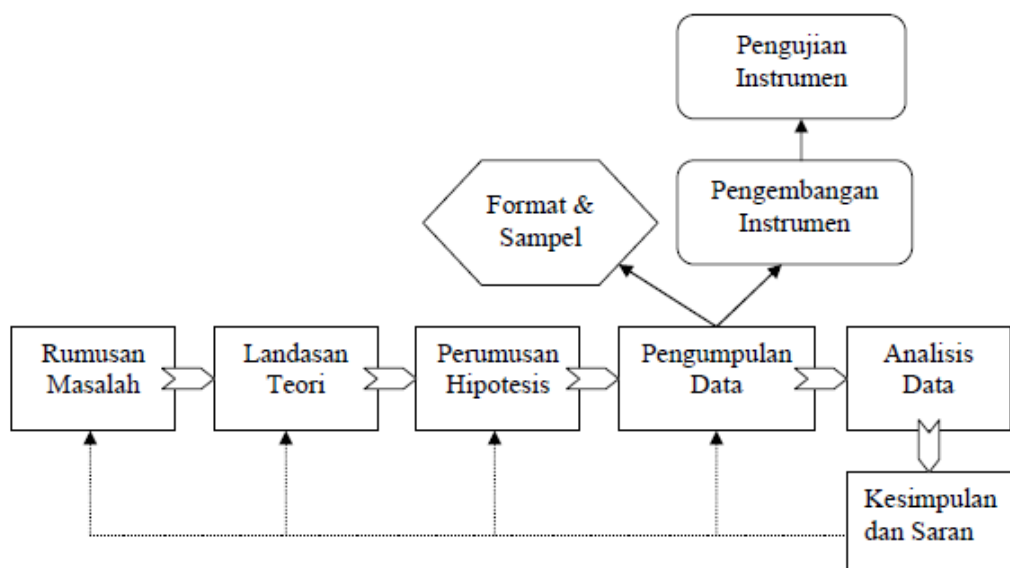 Pengujian
Instrumen
Format &
Sampel
Pengembangan
Instrumen
Rumusan
Masalah
Landasan
Teori
Perumusan
Hipotesis
Pengumpulan
Data
Analisis
Data
Kesimpulan
dan Saran